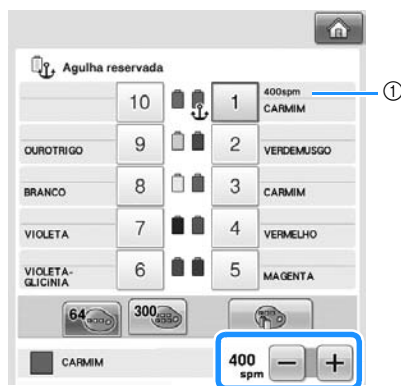 Agulha reservada
10
1
400spm
CARMIM
①
OUROTRIGO
9
2
VERDEMUSGO
BRANCO
8
3
CARMIM
VIOLETA
7
4
VERMELHO
VIOLETA-
GLICINIA
6
5
MAGENTA
64
300
CARMIM
400
spm
− +